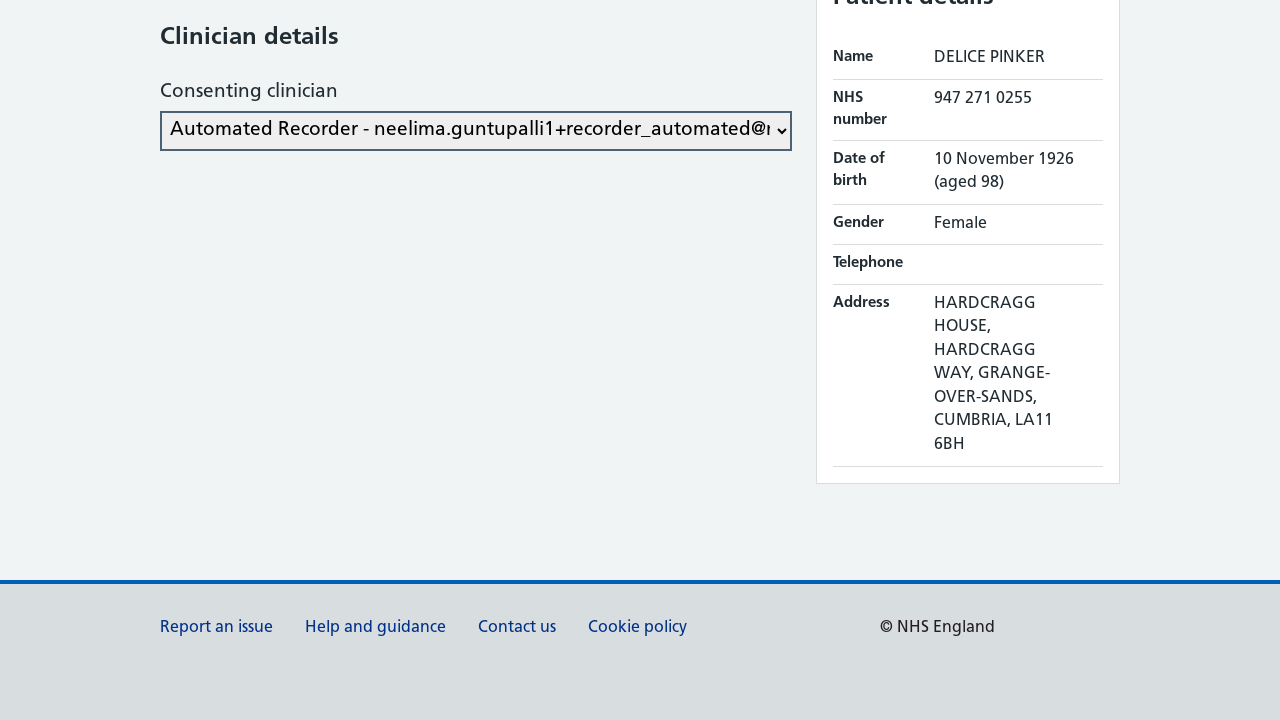 Clinician details
Consenting clinician
Automated Recorder - neelima.guntupalli1+recorder_automated@
Patient details
Name DELICE PINKER
NHS number 947 271 0255
Date of birth 10 November 1926
(aged 98)
Gender Female
Telephone
Address HARDCRAGG
HOUSE,
HARDCRAGG
WAY, GRANGE-
OVER-SANDS,
CUMBRIA, LA11
6BH
Report an issue Help and guidance Contact us Cookie policy © NHS England